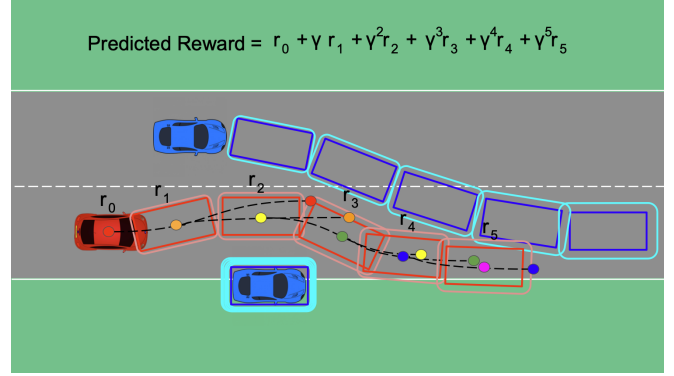 Predicted Reward = r₀ + γ r₁ + γ²r₂ + γ³r₃ + γ⁴r₄ + γ⁵r₅
r₀
r₁
r₂
r₃
r₄
r₅